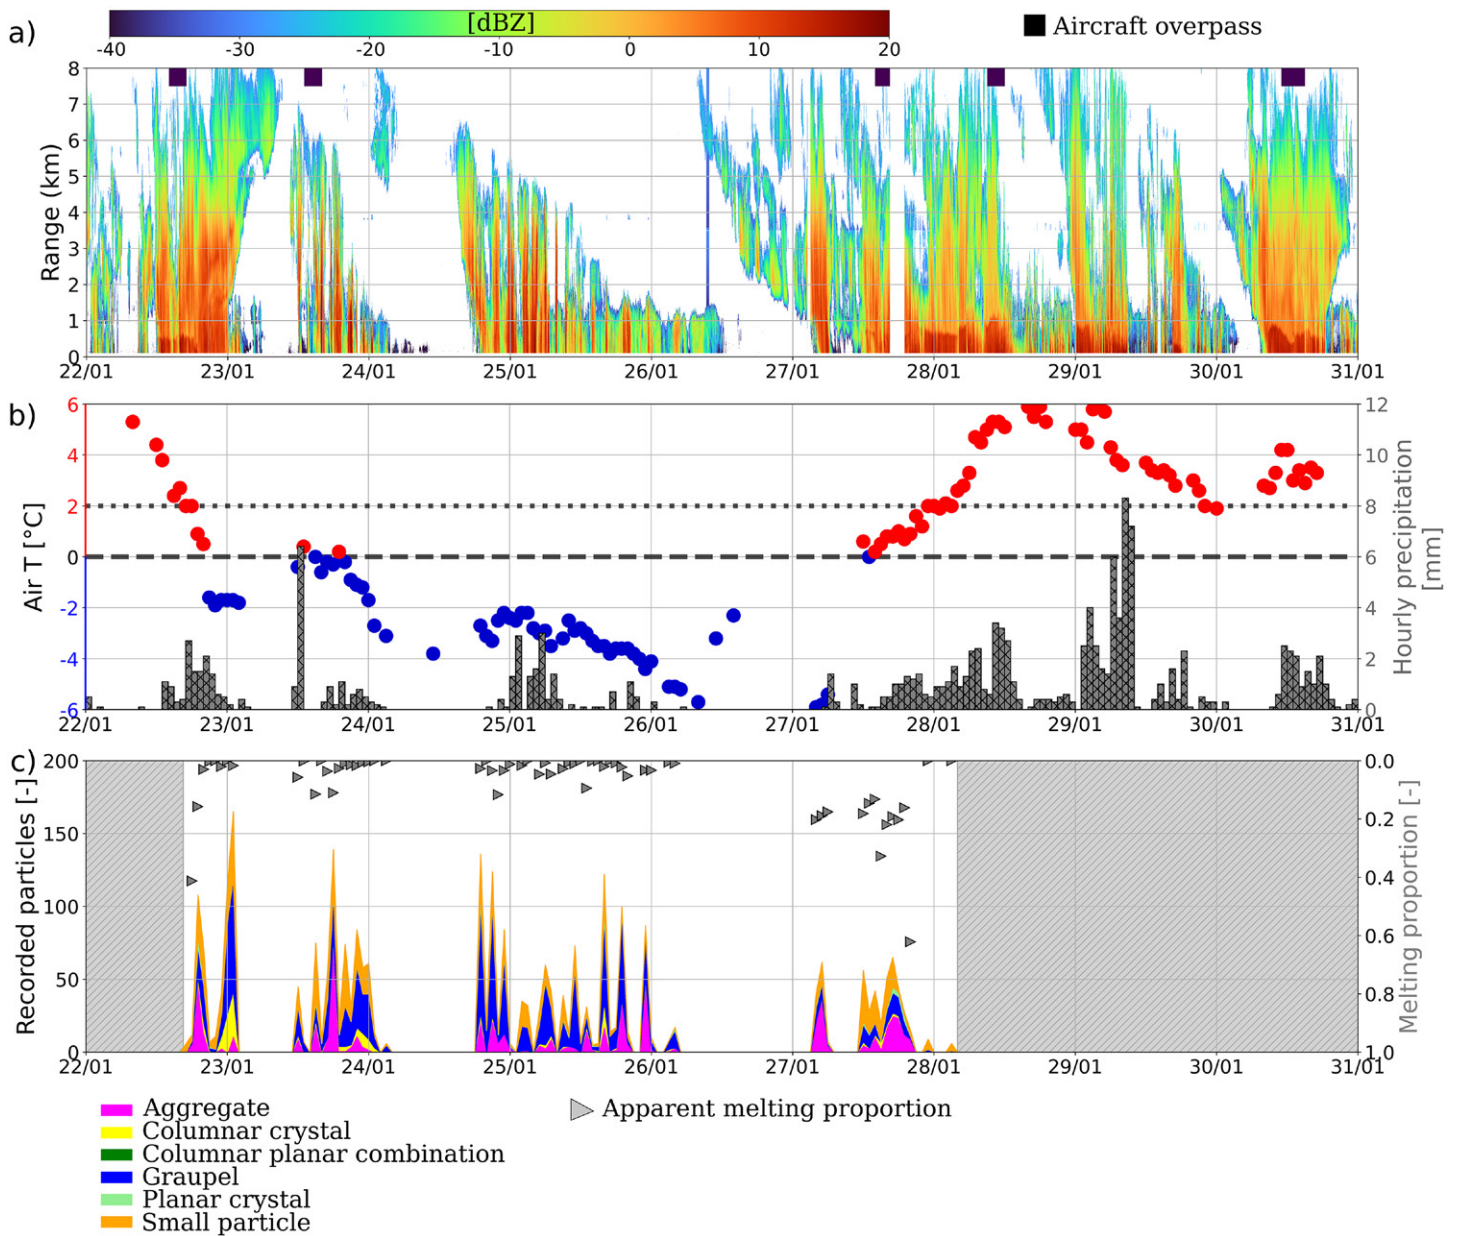 a)
[dBZ]
-40 -30 -20 -10 0 10 20
Aircraft overpass
Range (km)
8
7
6
5
4
3
2
1
0
22/01 23/01 24/01 25/01 26/01 27/01 28/01 29/01 30/01 31/01
b)
Air T [°C]
6
4
2
0
-2
-4
-6
12
10
8
6
4
2
0
Hourly precipitation
[mm]
22/01 23/01 24/01 25/01 26/01 27/01 28/01 29/01 30/01 31/01
c)
Recorded particles [-]
200
150
100
50
0
0.0
0.2
0.4
0.6
0.8
1.0
Melting proportion [-]
22/01 23/01 24/01 25/01 26/01 27/01 28/01 29/01 30/01 31/01
Aggregate
Columnar crystal
Columnar planar combination
Graupel
Planar crystal
Small particle
Apparent melting proportion